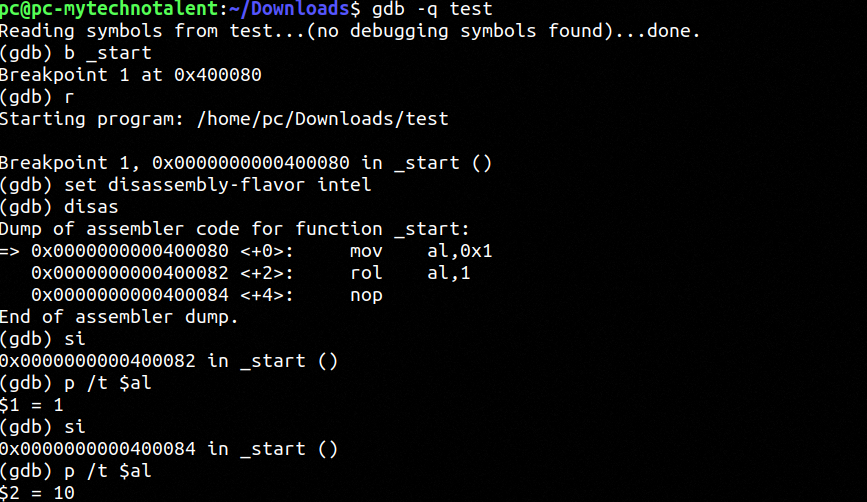 pc@pc-mytechnotalent:~/Downloads$ gdb -q test
Reading symbols from test...(no debugging symbols found)...done.
(gdb) b _start
Breakpoint 1 at 0x400080
(gdb) r
Starting program: /home/pc/Downloads/test

Breakpoint 1, 0x0000000000400080 in _start ()
(gdb) set disassembly-flavor intel
(gdb) disas
Dump of assembler code for function _start:
=> 0x0000000000400080 <+0>:     mov    al,0x1
   0x0000000000400082 <+2>:     rol    al,1
   0x0000000000400084 <+4>:     nop
End of assembler dump.
(gdb) si
0x0000000000400082 in _start ()
(gdb) p /t $al
$1 = 1
(gdb) si
0x0000000000400084 in _start ()
(gdb) p /t $al
$2 = 10